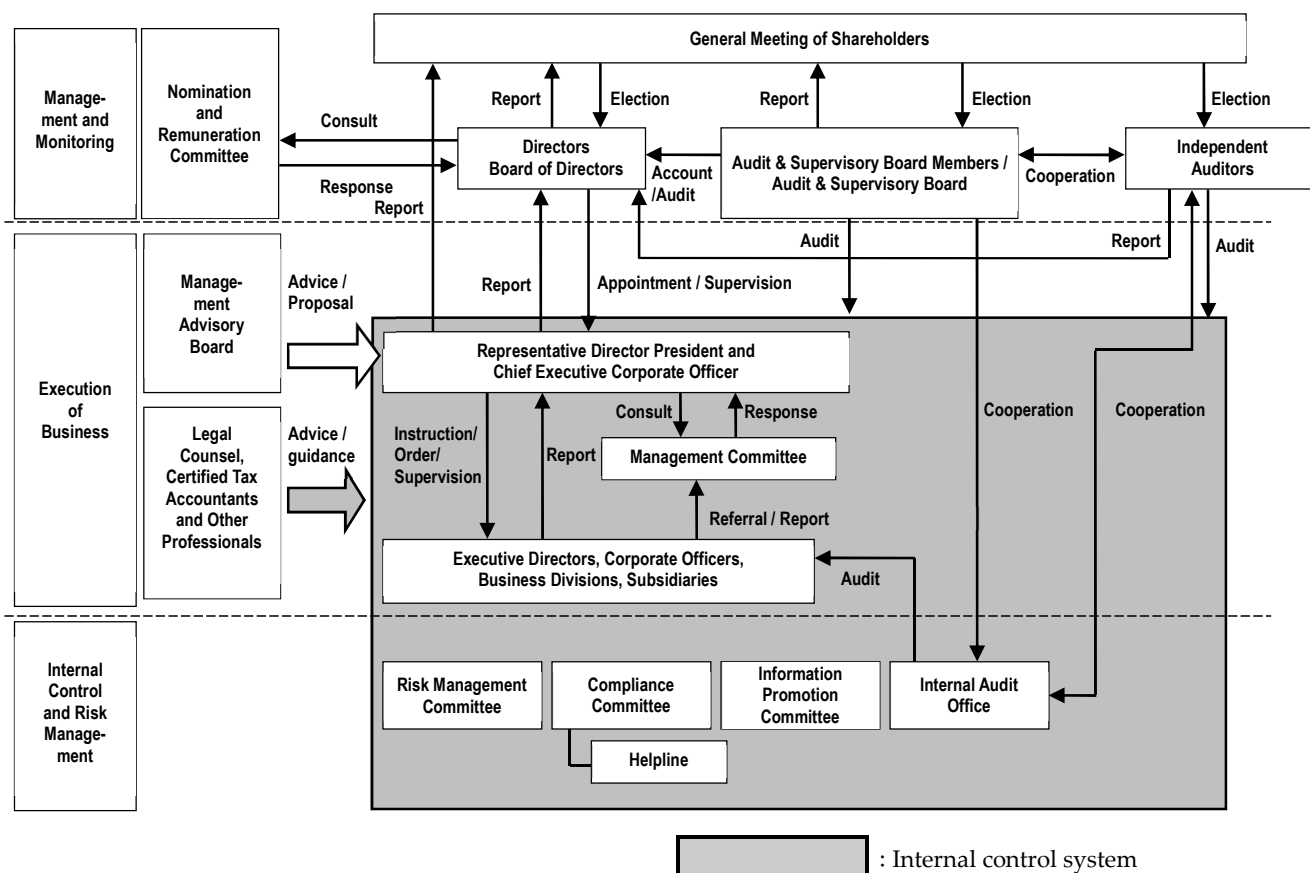 General Meeting of Shareholders
Manage-
ment and
Monitoring
Nomination
and
Remuneration
Committee
Consult
Response
Report
Report
Election
Report
Election
Election
Directors
Board of Directors
Account
/Audit
Audit & Supervisory Board Members /
Audit & Supervisory Board
Cooperation
Independent
Auditors
Execution
of
Business
Manage-
ment
Advisory
Board
Advice /
Proposal
Report
Appointment / Supervision
Audit
Report
Audit
Representative Director President and
Chief Executive Corporate Officer
Legal
Counsel,
Certified Tax
Accountants
and Other
Professionals
Advice /
guidance
Instruction/
Order/
Supervision
Report
Consult
Response
Management Committee
Referral / Report
Cooperation
Cooperation
Executive Directors, Corporate Officers,
Business Divisions, Subsidiaries
Audit
Internal
Control
and Risk
Manage-
ment
Risk Management
Committee
Compliance
Committee
Information
Promotion
Committee
Internal Audit
Office
Helpline
: Internal control system